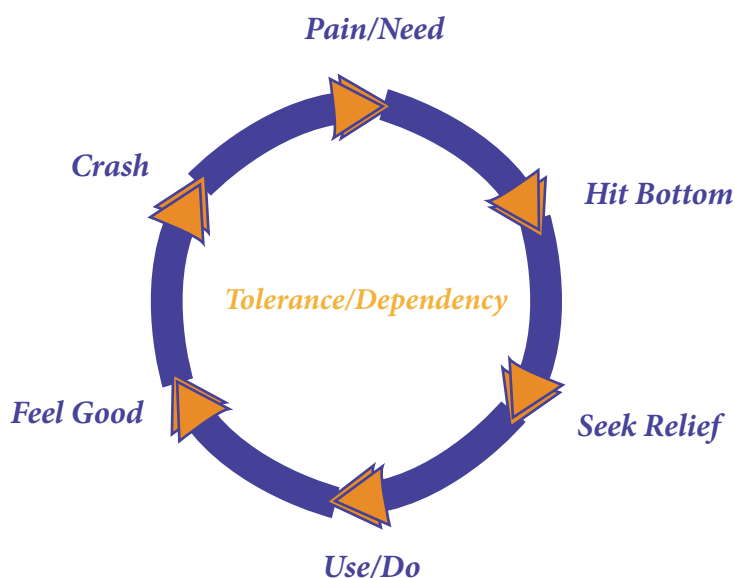 Pain/Need
Crash
Hit Bottom
Tolerance/Dependency
Feel Good
Seek Relief
Use/Do